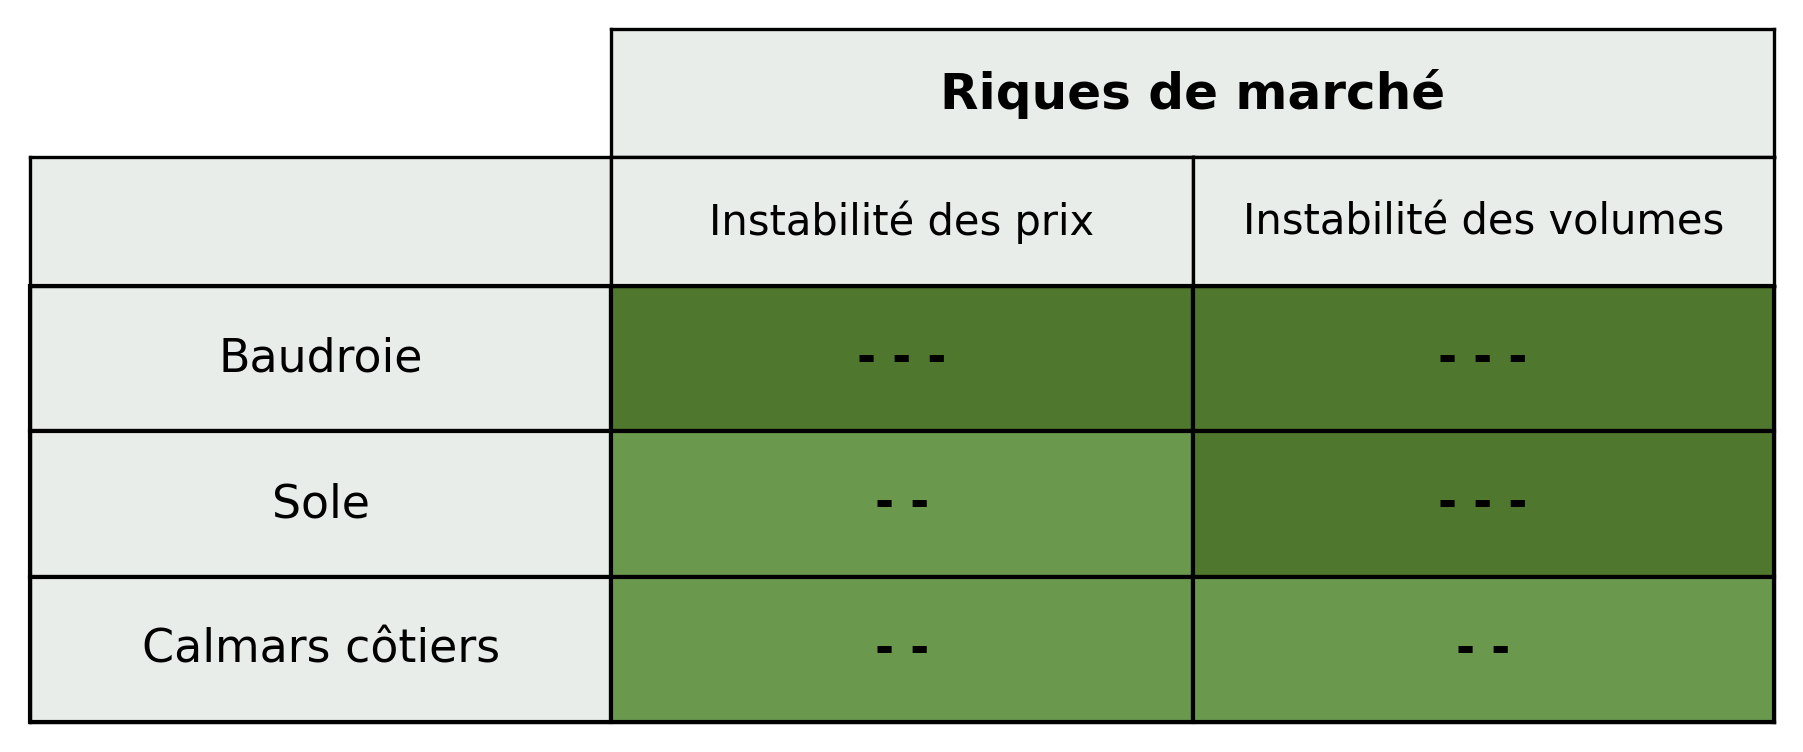 Riques de marché
Instabilité des prix Instabilité des volumes
Baudroie - - - - - -
Sole - - - - -
Calmars côtiers - - - -